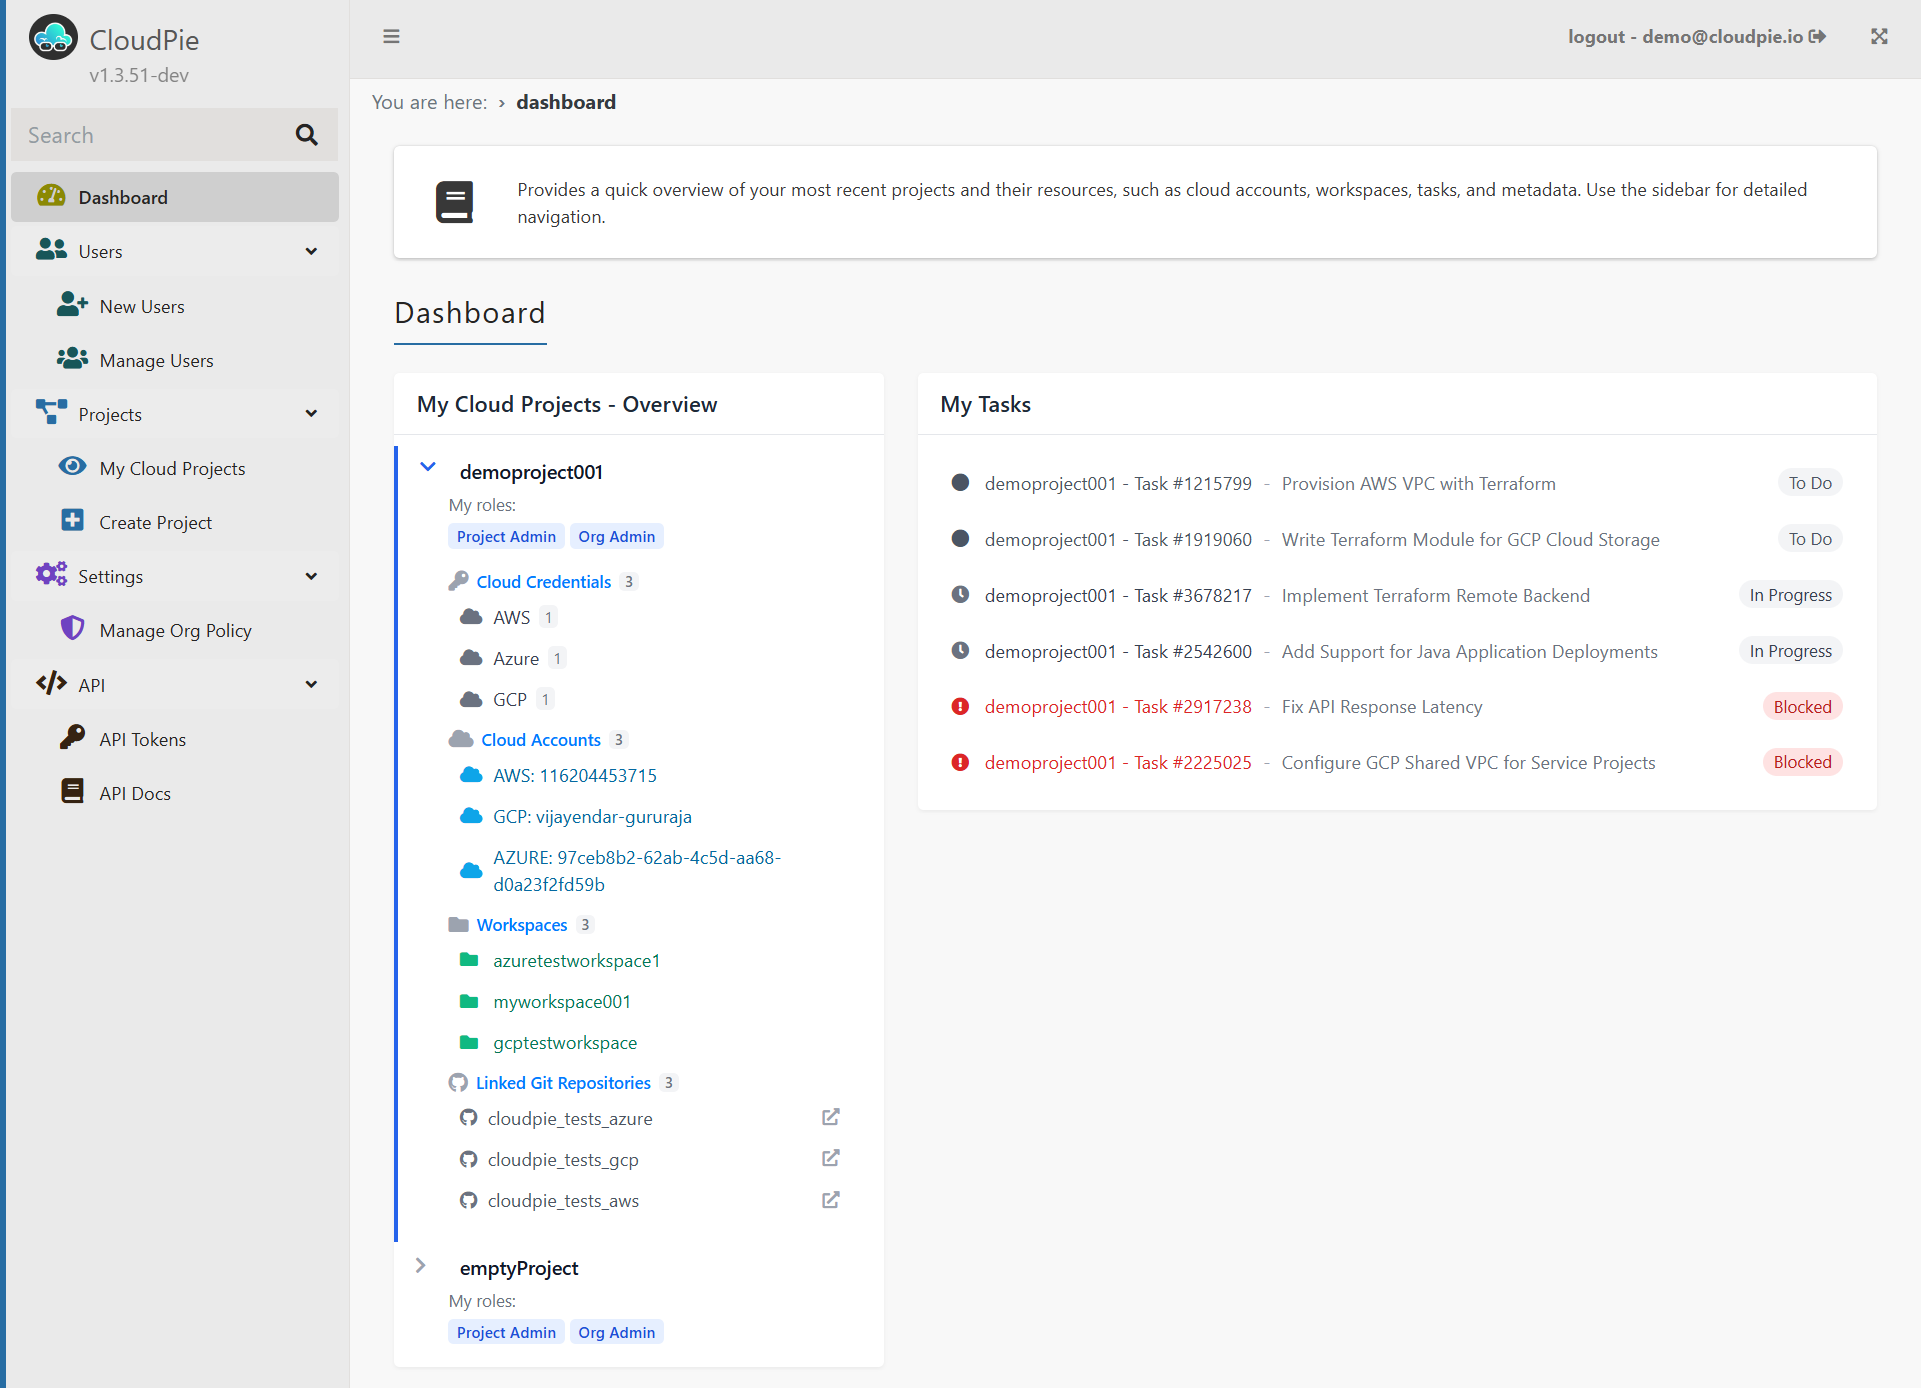 CloudPie
v1.3.51-dev
Search
Dashboard
Users
New Users
Manage Users
Projects
My Cloud Projects
Create Project
Settings
Manage Org Policy
API
API Tokens
API Docs
logout - demo@cloudpie.io
You are here: › dashboard
Provides a quick overview of your most recent projects and their resources, such as cloud accounts, workspaces, tasks, and metadata. Use the sidebar for detailed
navigation.
Dashboard
My Cloud Projects - Overview
demoproject001
My roles:
Project Admin Org Admin
Cloud Credentials 3
AWS 1
Azure 1
GCP 1
Cloud Accounts 3
AWS: 116204453715
GCP: vijayendar-gururaja
AZURE: 97ceb8b2-62ab-4c5d-aa68-
d0a23f2fd59b
Workspaces 3
azuretestworkspace1
myworkspace001
gcptestworkspace
Linked Git Repositories 3
cloudpie_tests_azure
cloudpie_tests_gcp
cloudpie_tests_aws
emptyProject
My roles:
Project Admin Org Admin
My Tasks
demoproject001 - Task #1215799 - Provision AWS VPC with Terraform To Do
demoproject001 - Task #1919060 - Write Terraform Module for GCP Cloud Storage To Do
demoproject001 - Task #3678217 - Implement Terraform Remote Backend In Progress
demoproject001 - Task #2542600 - Add Support for Java Application Deployments In Progress
demoproject001 - Task #2917238 - Fix API Response Latency Blocked
demoproject001 - Task #2225025 - Configure GCP Shared VPC for Service Projects Blocked